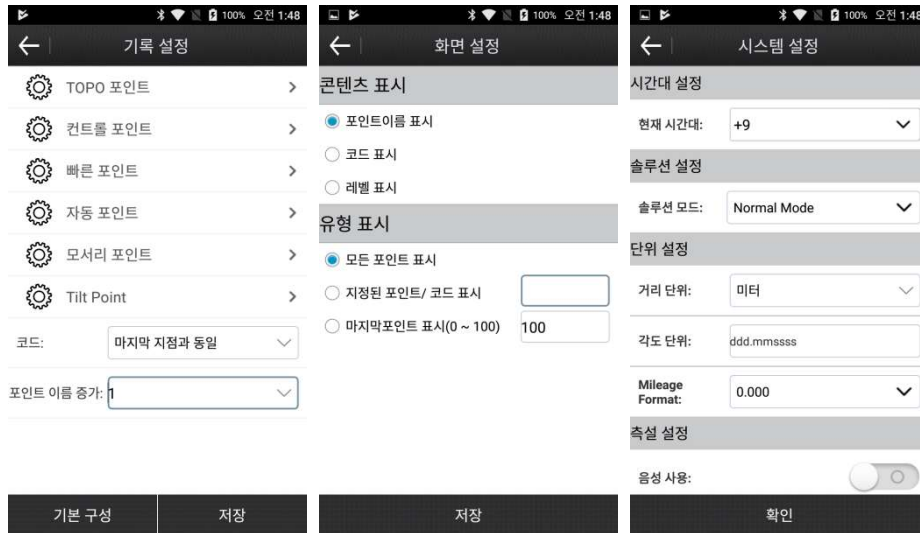 100% 오전 1:48
기록 설정
TOPO 포인트
컨트롤 포인트
빠른 포인트
자동 포인트
모서리 포인트
Tilt Point
코드: 마지막 지점과 동일
포인트 이름 증가: 1
기본 구성 저장
100% 오전 1:48
화면 설정
콘텐츠 표시
포인트이름 표시
코드 표시
레벨 표시
유형 표시
모든 포인트 표시
지정된 포인트/ 코드 표시
마지막포인트 표시(0 ~ 100) 100
저장
100% 오전 1:48
시스템 설정
시간대 설정
현재 시간대: +9
솔루션 설정
솔루션 모드: Normal Mode
단위 설정
거리 단위: 미터
각도 단위: ddd.mmssss
Mileage
Format: 0.000
측설 설정
음성 사용:
확인